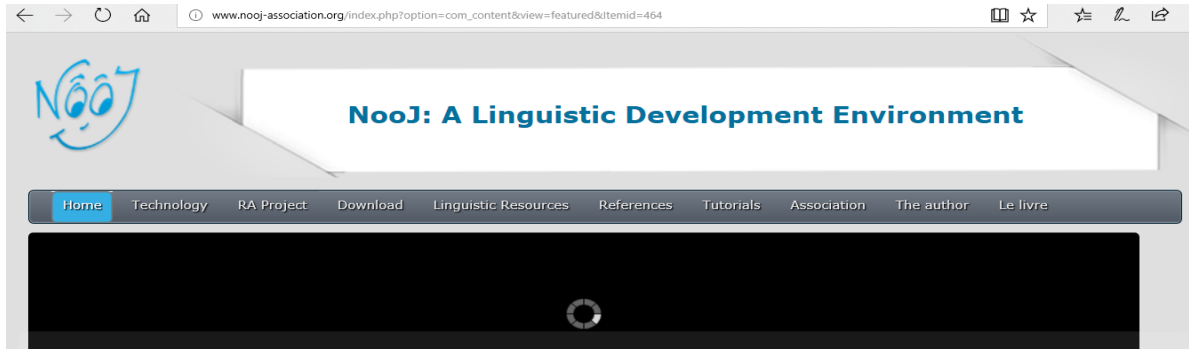 www.nooj-association.org/index.php?option=com_content&view=featured&Itemid=464
NooJ
NooJ: A Linguistic Development Environment
Home Technology RA Project Download Linguistic Resources References Tutorials Association The author Le livre